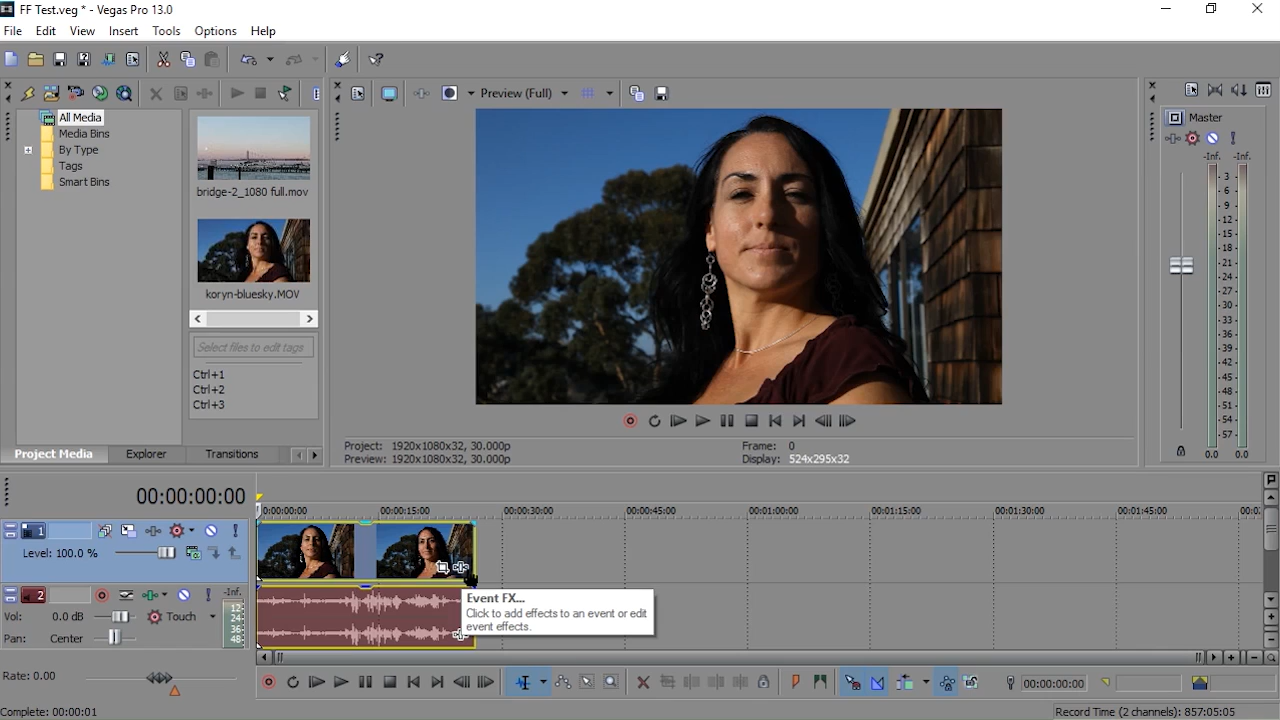 FF Test.veg * - Vegas Pro 13.0
File Edit View Insert Tools Options Help
Preview (Full)
All Media
Media Bins
By Type
Tags
Smart Bins
bridge-2_1080 full.mov
koryn-bluesky.MOV
Select files to edit tags
Ctrl+1
Ctrl+2
Ctrl+3
Project Media Explorer Transitions
Project: 1920x1080x32, 30.000p
Preview: 1920x1080x32, 30.000p
Frame: 0
Display: 524x295x32
Master
-Inf. -Inf.
3
6
9
12
15
18
21
24
27
30
33
36
39
42
45
48
51
54
57
0.0 0.0
00:00:00:00
0:00:00:00 00:00:15:00 00:00:30:00 00:00:45:00 00:01:00:00 00:01:15:00 00:01:30:00 00:01:45:00 00:0
1
Level: 100.0 %
2
-Inf.
12
24
36
48
Vol: 0.0 dB Touch
Pan: Center
Event FX...
Click to add effects to an event or edit
event effects.
Rate: 0.00
00:00:00:00
Complete: 00:00:01
Record Time (2 channels): 857:05:05